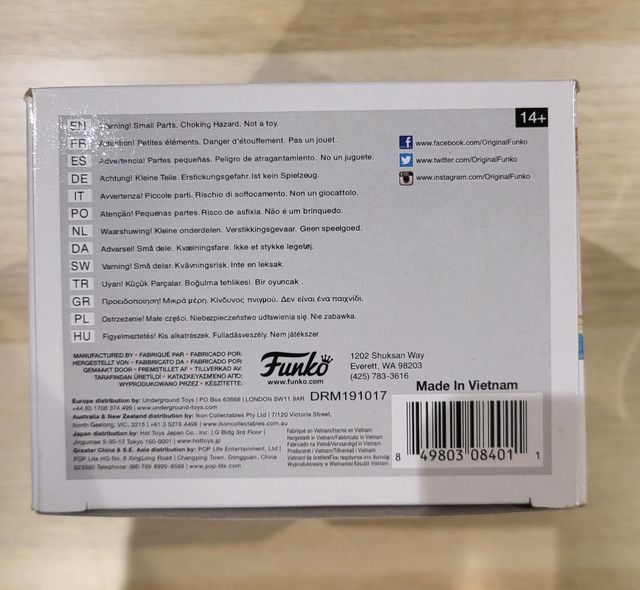 14+
EN Warning! Small Parts. Choking Hazard. Not a toy.
FR Attention! Petites éléments. Danger d'étouffement. Pas un jouet .
ES Advertencia! Partes pequeñas. Peligro de atragantamiento. No un juguete.
DE Achtung! Kleine Teile. Erstickungsgefahr. Ist kein Spielzeug.
IT Avvertenza! Piccole parti. Rischio di soffocamento. Non un giocattolo.
PO Atenção! Pequenas partes. Risco de asfixia. Não é um brinquedo.
NL Waarshuwing! Kleine onderdelen. Verstikkingsgevaar. Geen speelgoed.
DA Advarsel! Små dele. Kvælningsfare. Ikke et stykke legetøj.
SW Varning! Små delar. Kvävningsrisk. Inte en leksak.
TR Uyarı! Küçük Parçalar. Boğulma tehlikesi. Bir oyuncak .
GR Προειδοποίηση! Μικρά μέρη. Κίνδυνος πνιγμού. Δεν είναι ένα παιχνίδι.
PL Ostrzeżenie! Małe części. Niebezpieczeństwo udławienia się. Nie zabawka.
HU Figyelmeztetés! Kis alkatrészek. Fulladásveszély. Nem játékszer
www.facebook.com/OriginalFunko
www.twitter.com/OriginalFunko
www.instagram.com/OriginalFunko
MANUFACTURED BY • FABRIQUÉ PAR • FABRICADO POR:
HERGESTELLT VON • FABBRICATO DA • FABRICADO POR:
GEMAAKT DOOR • FREMSTILLET AF • TILLVERKAD AV:
TARAFINDAN ÜRETİLDİ • ΚΑΤΑΣΚΕΥΑΖΜΕΝΟ ΑΠΟ:
WYPRODUKOWANO PRZEZ • KÉSZÍTETTE:
Funko
www.funko.com
1202 Shuksan Way
Everett, WA 98203
(425) 783-3616
Made In Vietnam
DRM191017
Europe distribution by: Underground Toys | PO Box 63668 | LONDON SW11 9AR
+44 (0) 1708 374 499 | www.underground-toys.com
Australia & New Zealand distribution by: Ikon Collectables Pty Ltd | 7/120 Victoria Street,
North Geelong, VIC, 3215 | +61 3 5278 4499 | www.ikoncollectables.com
Japan distribution by: Hot Toys Japan Co., Inc. | G Bldg 3rd Floor |
Jingumae 3-30-12 Tokyo 150-0001 | www.hottoys.jp
Greater China & S.E. Asia distribution by: POP Life Entertainment, Ltd |
POP Life HQ No. 8 XingLong Road | Changping Town, Dongguan, China
523560 Telephone: (86) 769 8999-6588 | www.pop-life.com
Fabriqué en Vietnam/Hecho en Vietnam
Hergestellt in Vietnam/Fabbricato in Vietnam
Fabricado na Vietnã/Vervaardigd in Vietnam
Produceret i Vietnam/Tillverkad i Vietnam
Wyprodukowany w Wietnamie/ Készült Vietnam
8 49803 08401 1